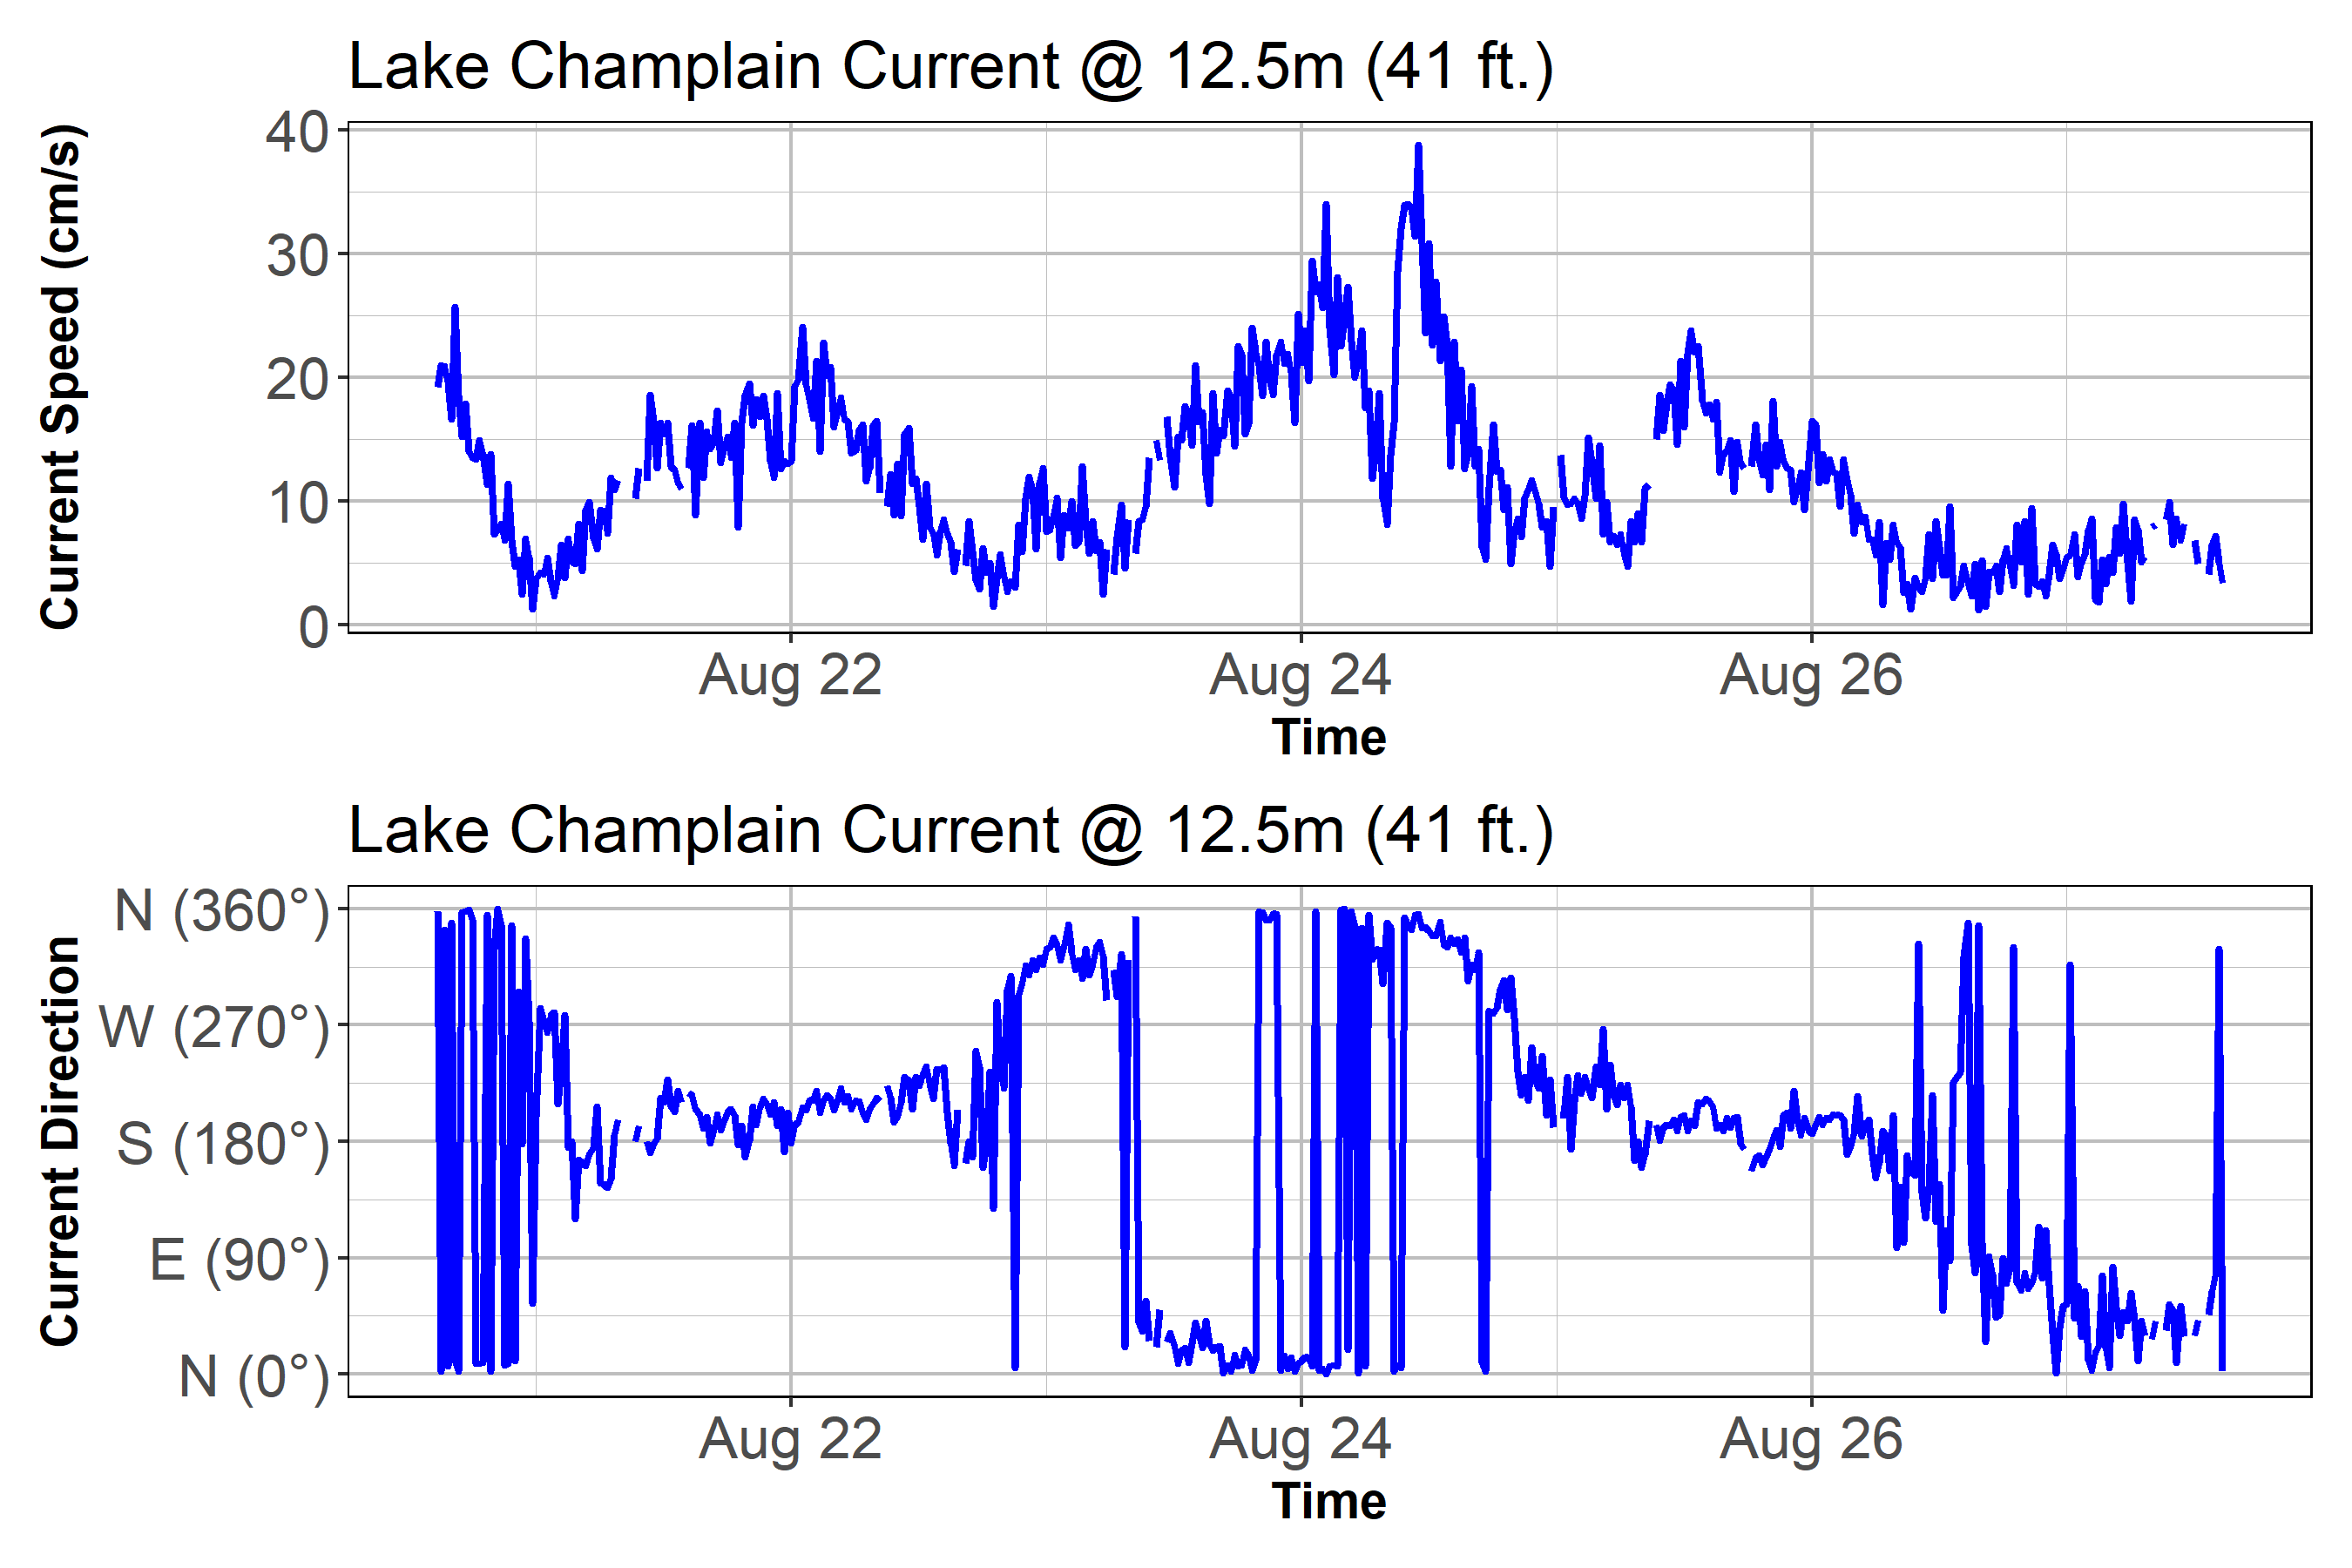 Lake Champlain Current @ 12.5m (41 ft.)
Current Speed (cm/s)
40
30
20
10
0
Aug 22
Aug 24
Aug 26
Time
Lake Champlain Current @ 12.5m (41 ft.)
Current Direction
N (360°)
W (270°)
S (180°)
E (90°)
N (0°)
Aug 22
Aug 24
Aug 26
Time